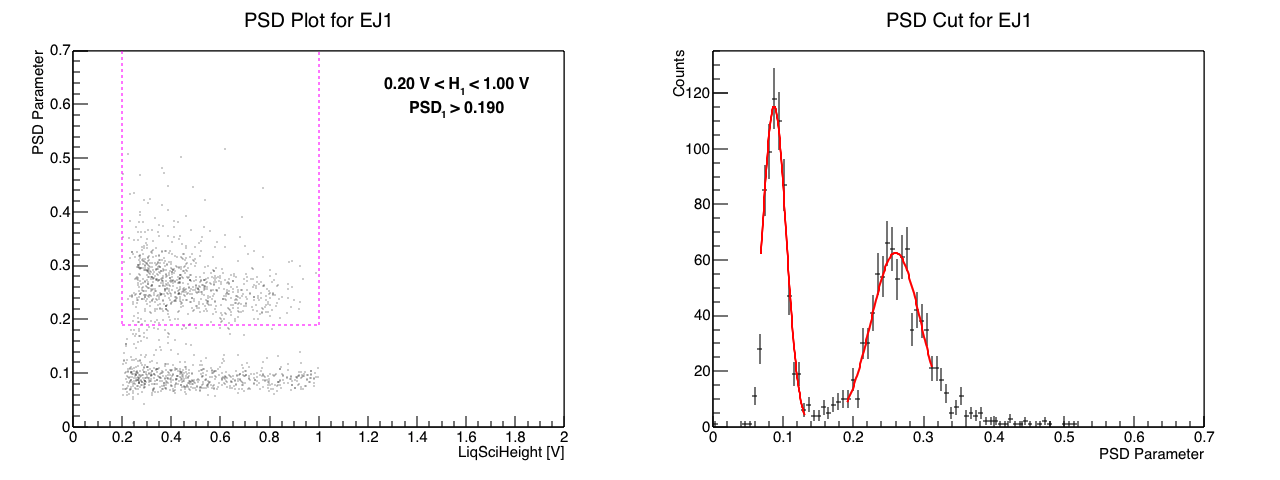 PSD Plot for EJ1
PSD Parameter
0.7
0.6
0.5
0.4
0.3
0.2
0.1
0
0.20 V < H1 < 1.00 V
PSD1 > 0.190
0 0.2 0.4 0.6 0.8 1 1.2 1.4 1.6 1.8 2
LiqSciHeight [V]
PSD Cut for EJ1
Counts
120
100
80
60
40
20
0
0 0.1 0.2 0.3 0.4 0.5 0.6 0.7
PSD Parameter